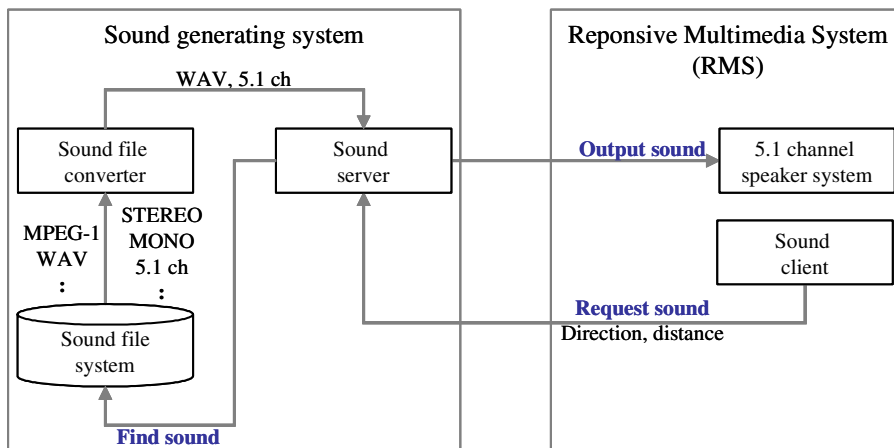 Sound generating system
WAV, 5.1 ch
Sound file
converter
Sound
server
MPEG-1
WAV
:
STEREO
MONO
5.1 ch
:
Sound file
system
Find sound
Reponsive Multimedia System
(RMS)
Output sound
5.1 channel
speaker system
Sound
client
Request sound
Direction, distance